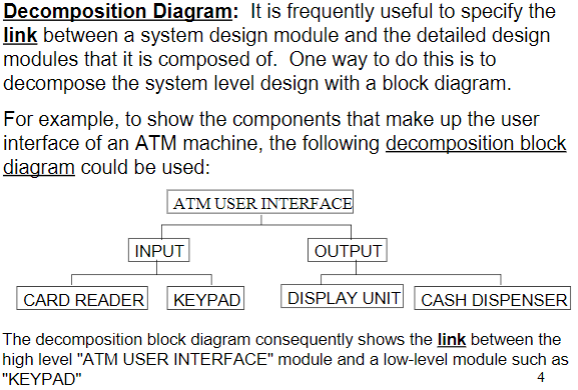 Decomposition Diagram: It is frequently useful to specify the
link between a system design module and the detailed design
modules that it is composed of. One way to do this is to
decompose the system level design with a block diagram.
For example, to show the components that make up the user
interface of an ATM machine, the following decomposition block
diagram could be used:
ATM USER INTERFACE
INPUT OUTPUT
CARD READER KEYPAD DISPLAY UNIT CASH DISPENSER
The decomposition block diagram consequently shows the link between the
high level "ATM USER INTERFACE" module and a low-level module such as
"KEYPAD"
4